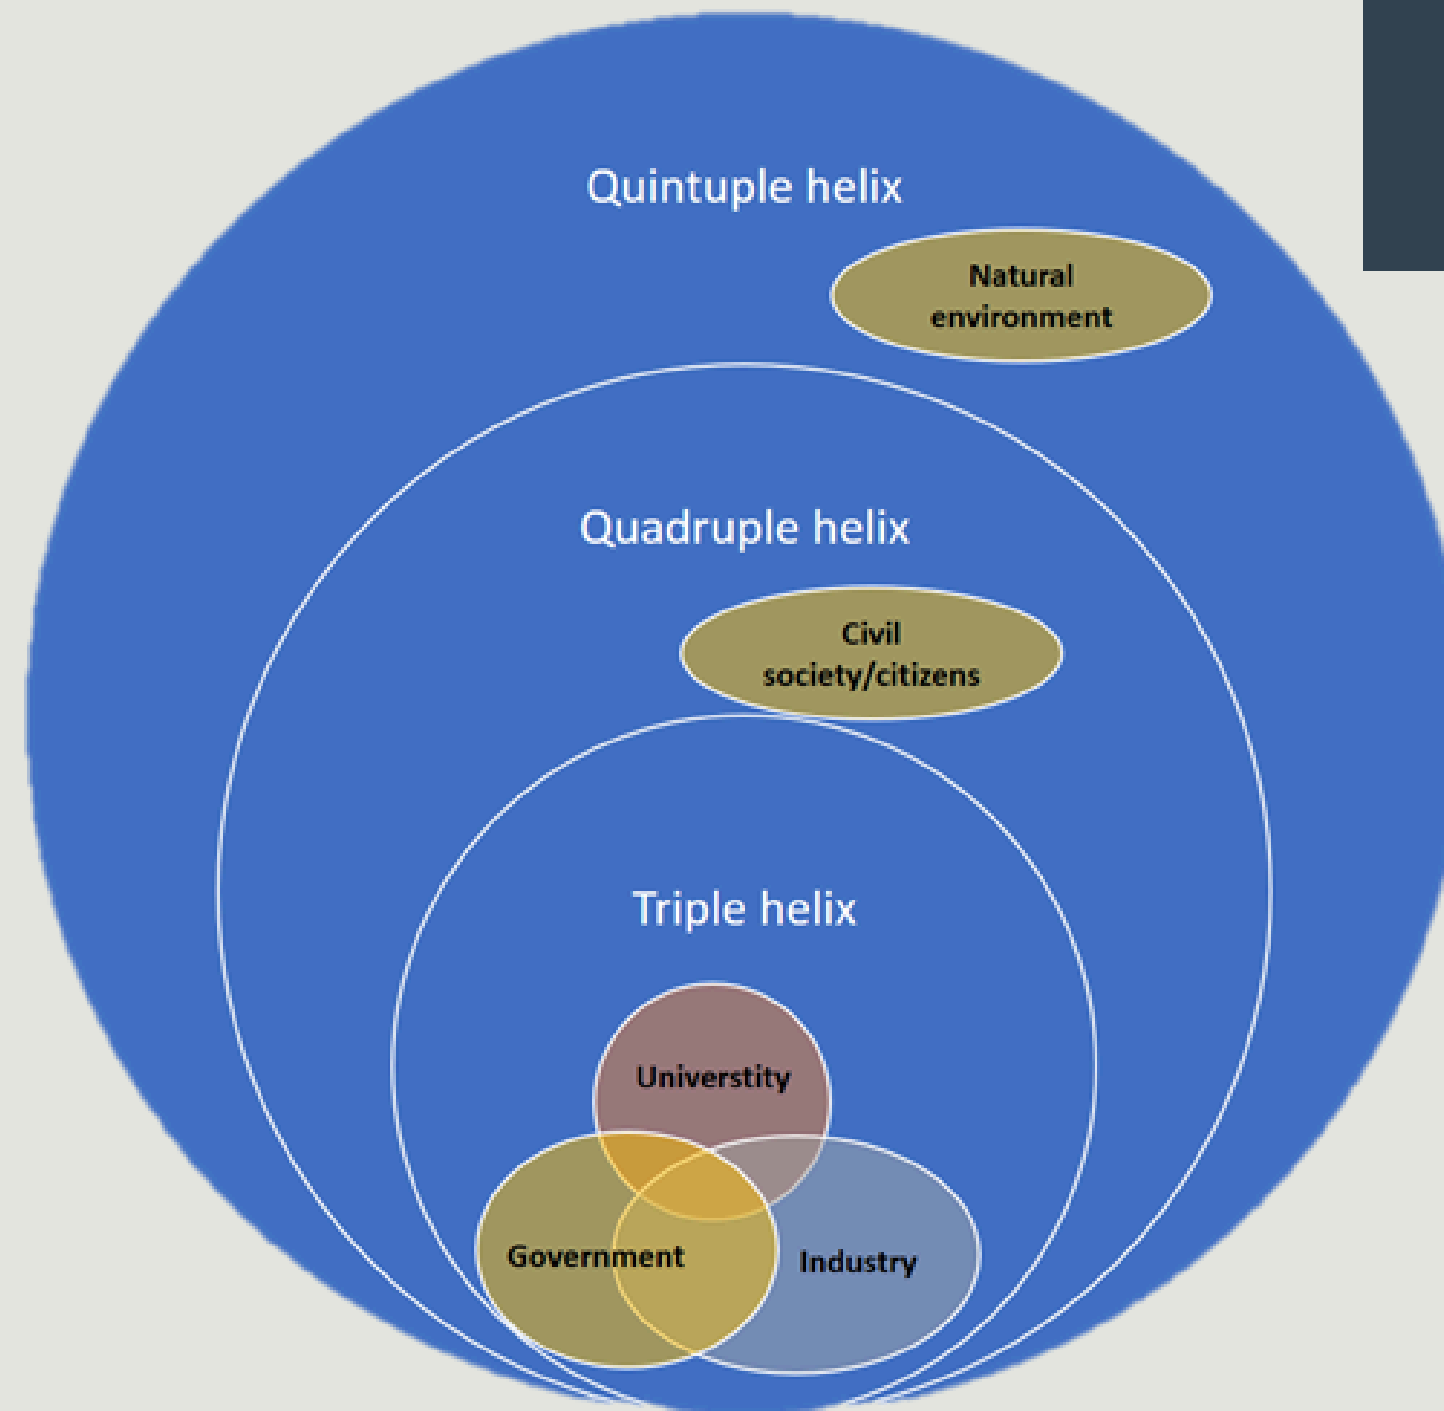 Quintuple helix
Natural
environment
Quadruple helix
Civil
society/citizens
Triple helix
Universtity
Government
Industry